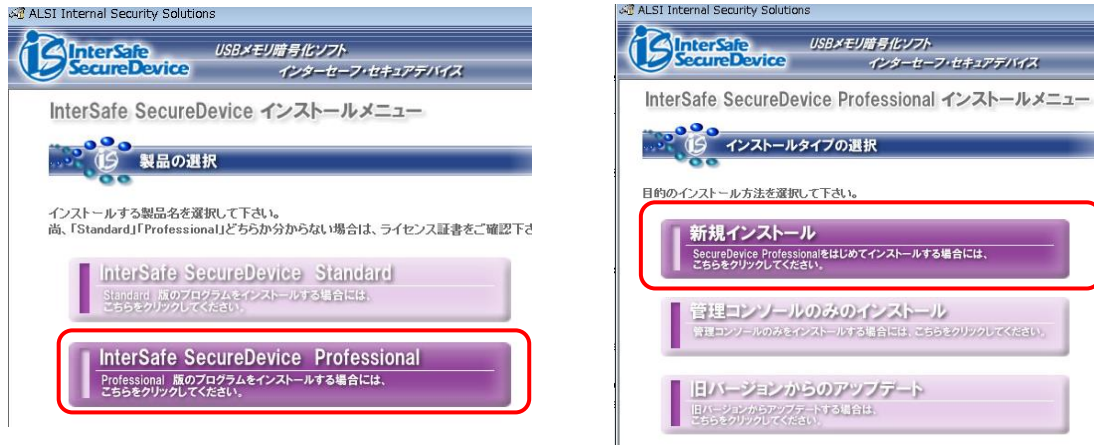 ALSI Internal Security Solutions
InterSafe
SecureDevice
USBメモリ暗号化ソフト
インターセーフ・セキュアデバイス
InterSafe SecureDevice インストールメニュー
iS
製品の選択
インストールする製品名を選択して下さい。
尚、「Standard」「Professional」どちらか分からない場合は、ライセンス証書をご確認下さ
InterSafe SecureDevice Standard
Standard 版のプログラムをインストールする場合には、
こちらをクリックしてください。
InterSafe SecureDevice Professional
Professional 版のプログラムをインストールする場合には、
こちらをクリックしてください。
ALSI Internal Security Solutions
InterSafe
SecureDevice
USBメモリ暗号化ソフト
インターセーフ・セキュアデバイス
InterSafe SecureDevice Professional インストールメニュー
iS
インストールタイプの選択
目的のインストール方法を選択して下さい。
新規インストール
SecureDevice Professionalをはじめてインストールする場合には、
こちらをクリックしてください。
管理コンソールのみのインストール
管理コンソールのみをインストールする場合には、こちらをクリックしてください。
旧バージョンからのアップデート
旧バージョンからアップデートする場合は、
こちらをクリックしてください。